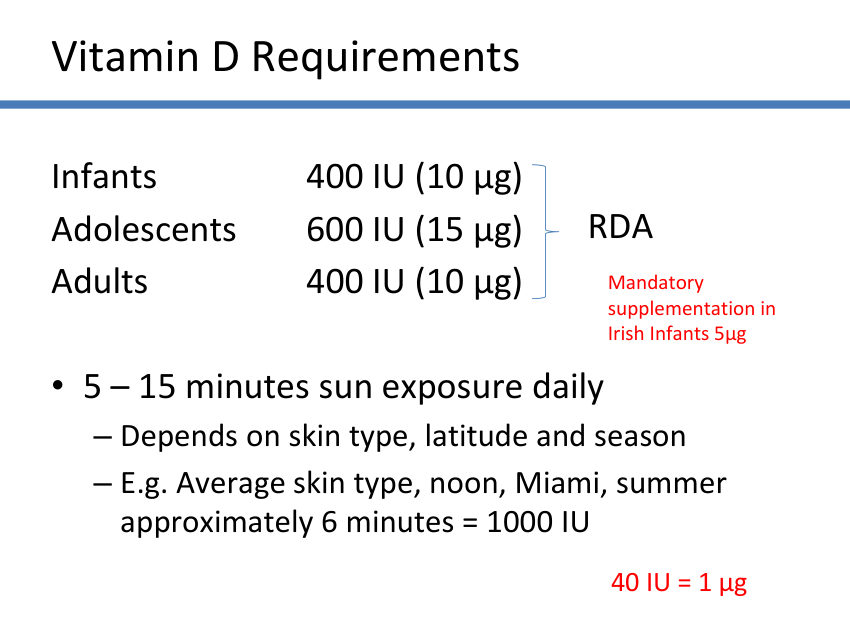 Vitamin D Requirements
Infants 400 IU (10 µg)
Adolescents 600 IU (15 µg)
RDA
Adults 400 IU (10 µg)
Mandatory
supplementation in
Irish Infants 5µg
• 5 – 15 minutes sun exposure daily
– Depends on skin type, latitude and season
– E.g. Average skin type, noon, Miami, summer
approximately 6 minutes = 1000 IU
40 IU = 1 µg